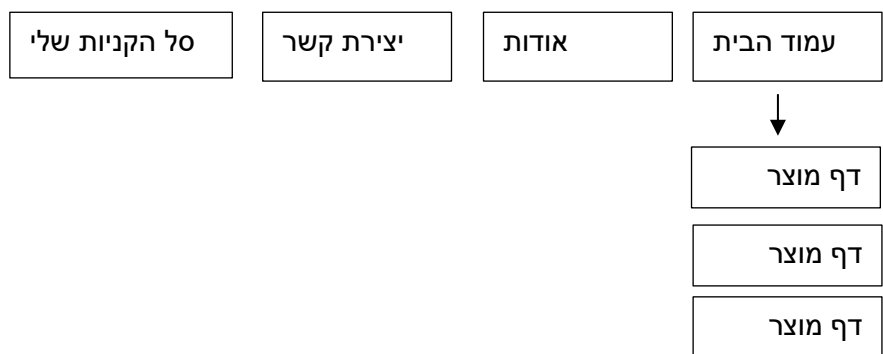 עמוד הבית
אודות
יצירת קשר
סל הקניות שלי
דף מוצר
דף מוצר
דף מוצר